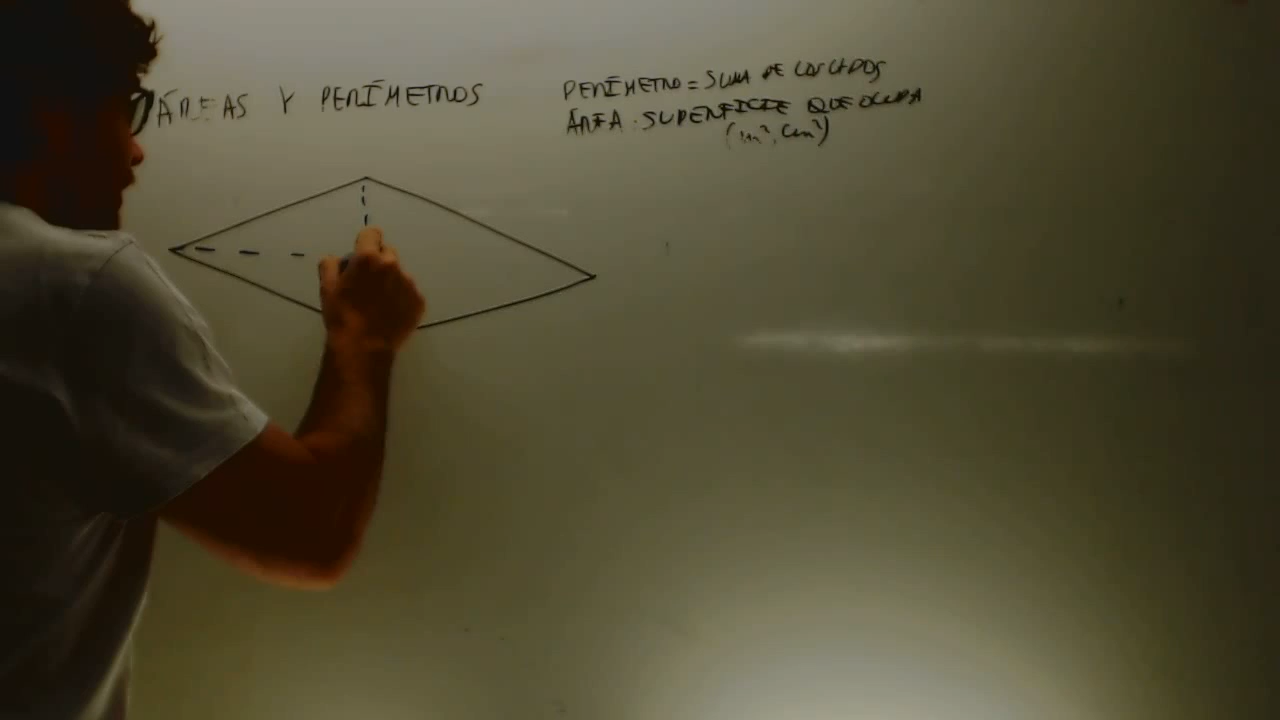 ÁREAS Y PERÍMETROS
PERÍMETRO = SUMA DE LOS LADOS
ÁREA: SUPERFICIE QUE OCUPA
(m², cm²)